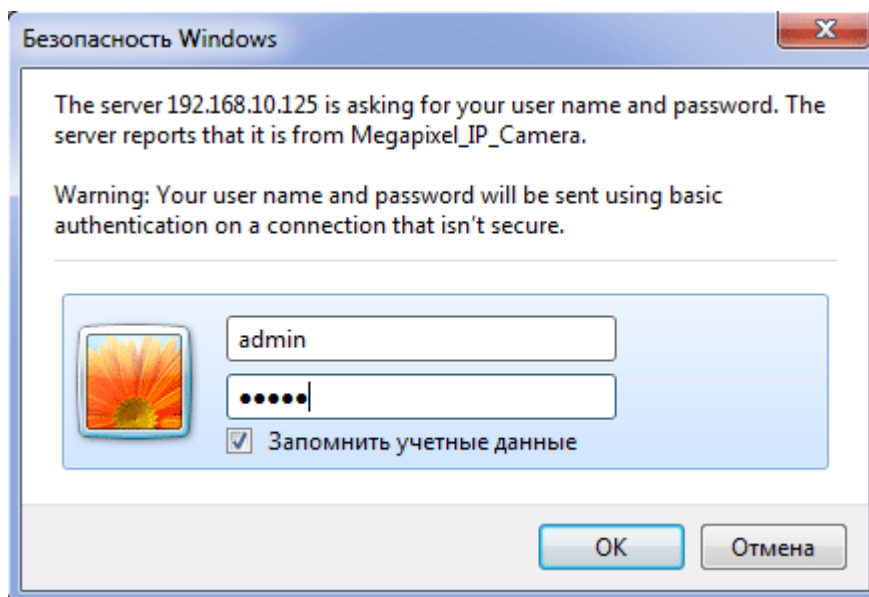 Безопасность Windows
The server 192.168.10.125 is asking for your user name and password. The
server reports that it is from Megapixel_IP_Camera.
Warning: Your user name and password will be sent using basic
authentication on a connection that isn't secure.
admin
•••••
Запомнить учетные данные
OK
Отмена